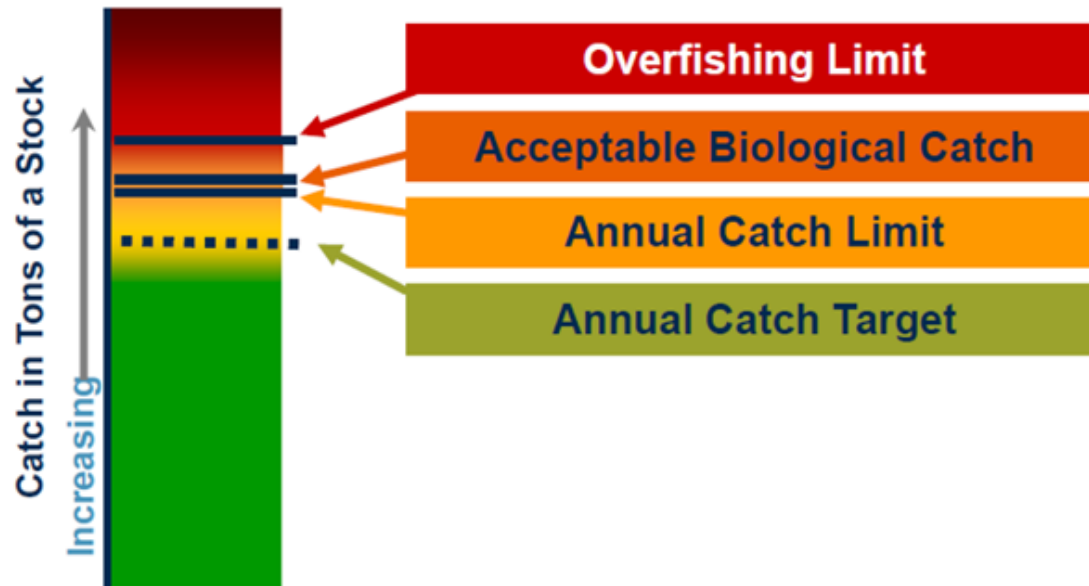 Catch in Tons of a Stock
Increasing
Overfishing Limit
Acceptable Biological Catch
Annual Catch Limit
Annual Catch Target